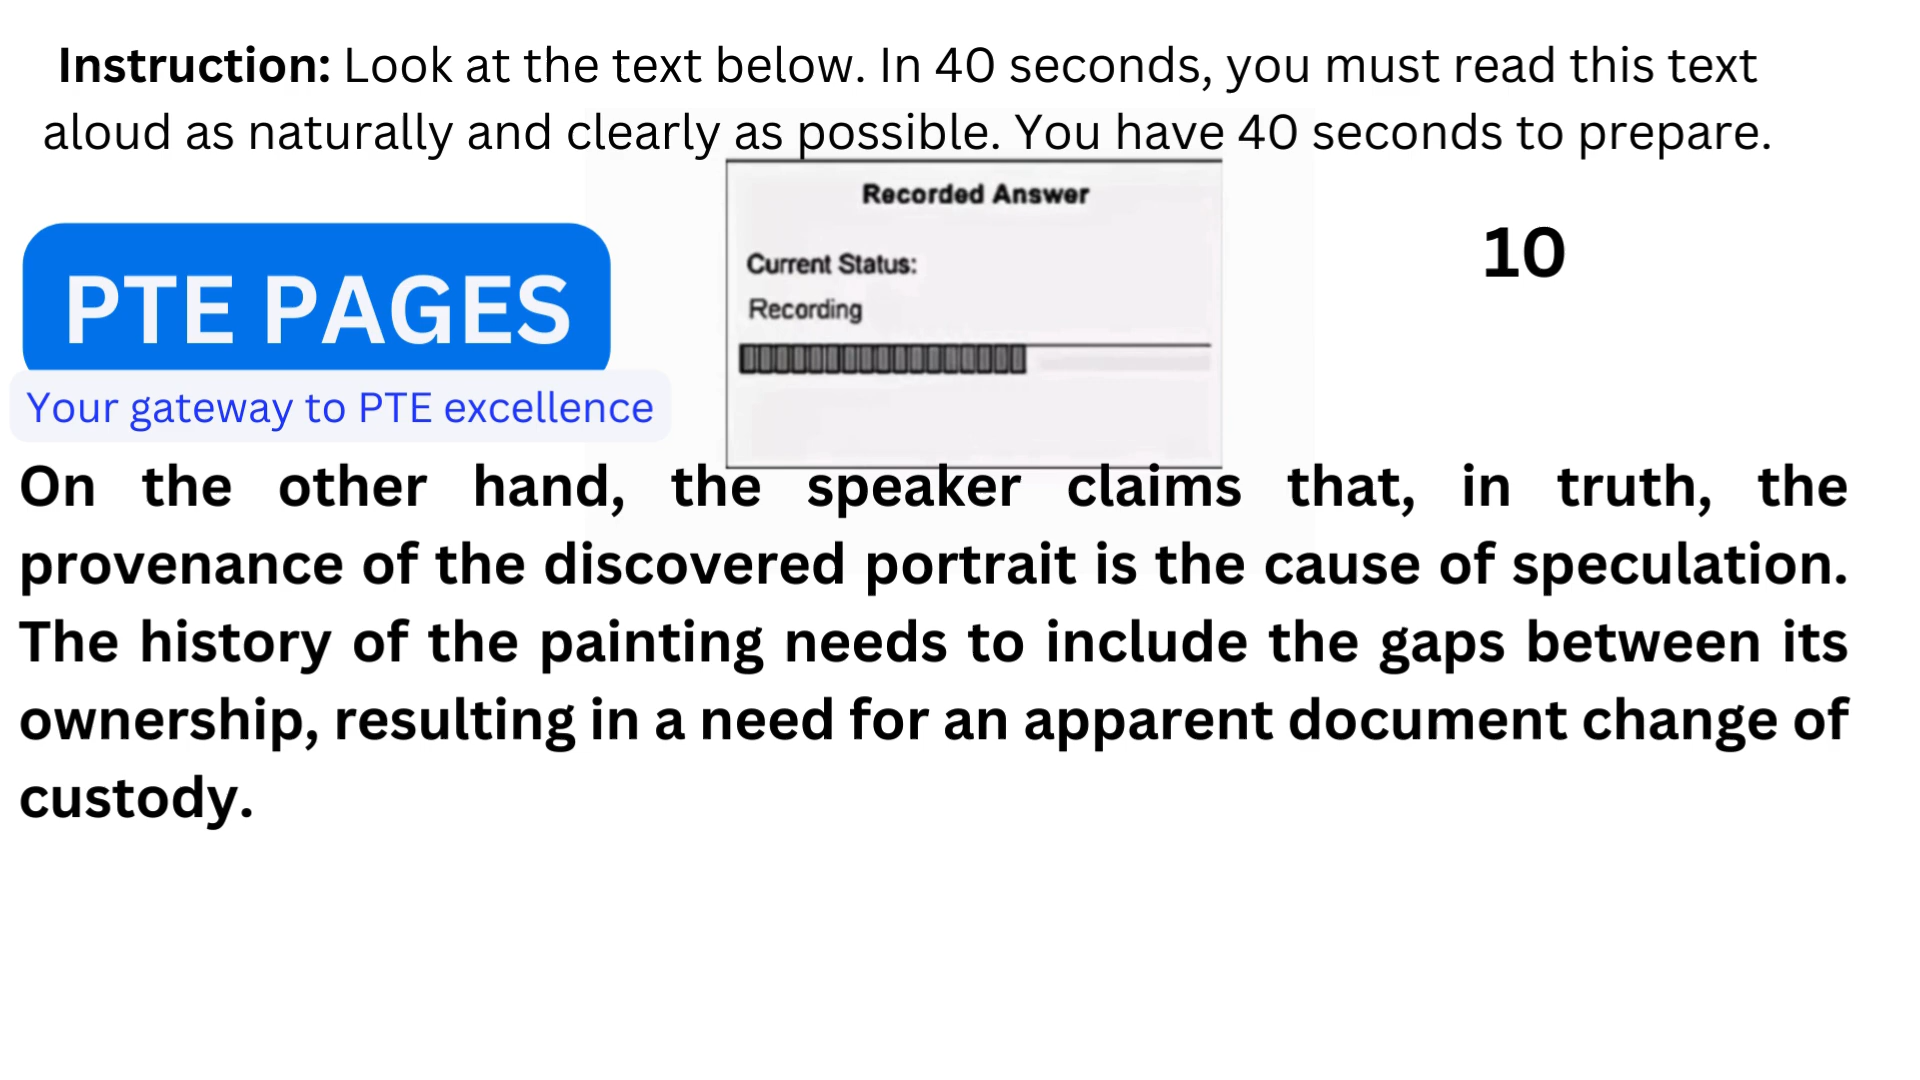 Instruction: Look at the text below. In 40 seconds, you must read this text
aloud as naturally and clearly as possible. You have 40 seconds to prepare.
Recorded Answer
Current Status:
Recording
10
PTE PAGES
Your gateway to PTE excellence
On the other hand, the speaker claims that, in truth, the
provenance of the discovered portrait is the cause of speculation.
The history of the painting needs to include the gaps between its
ownership, resulting in a need for an apparent document change of
custody.